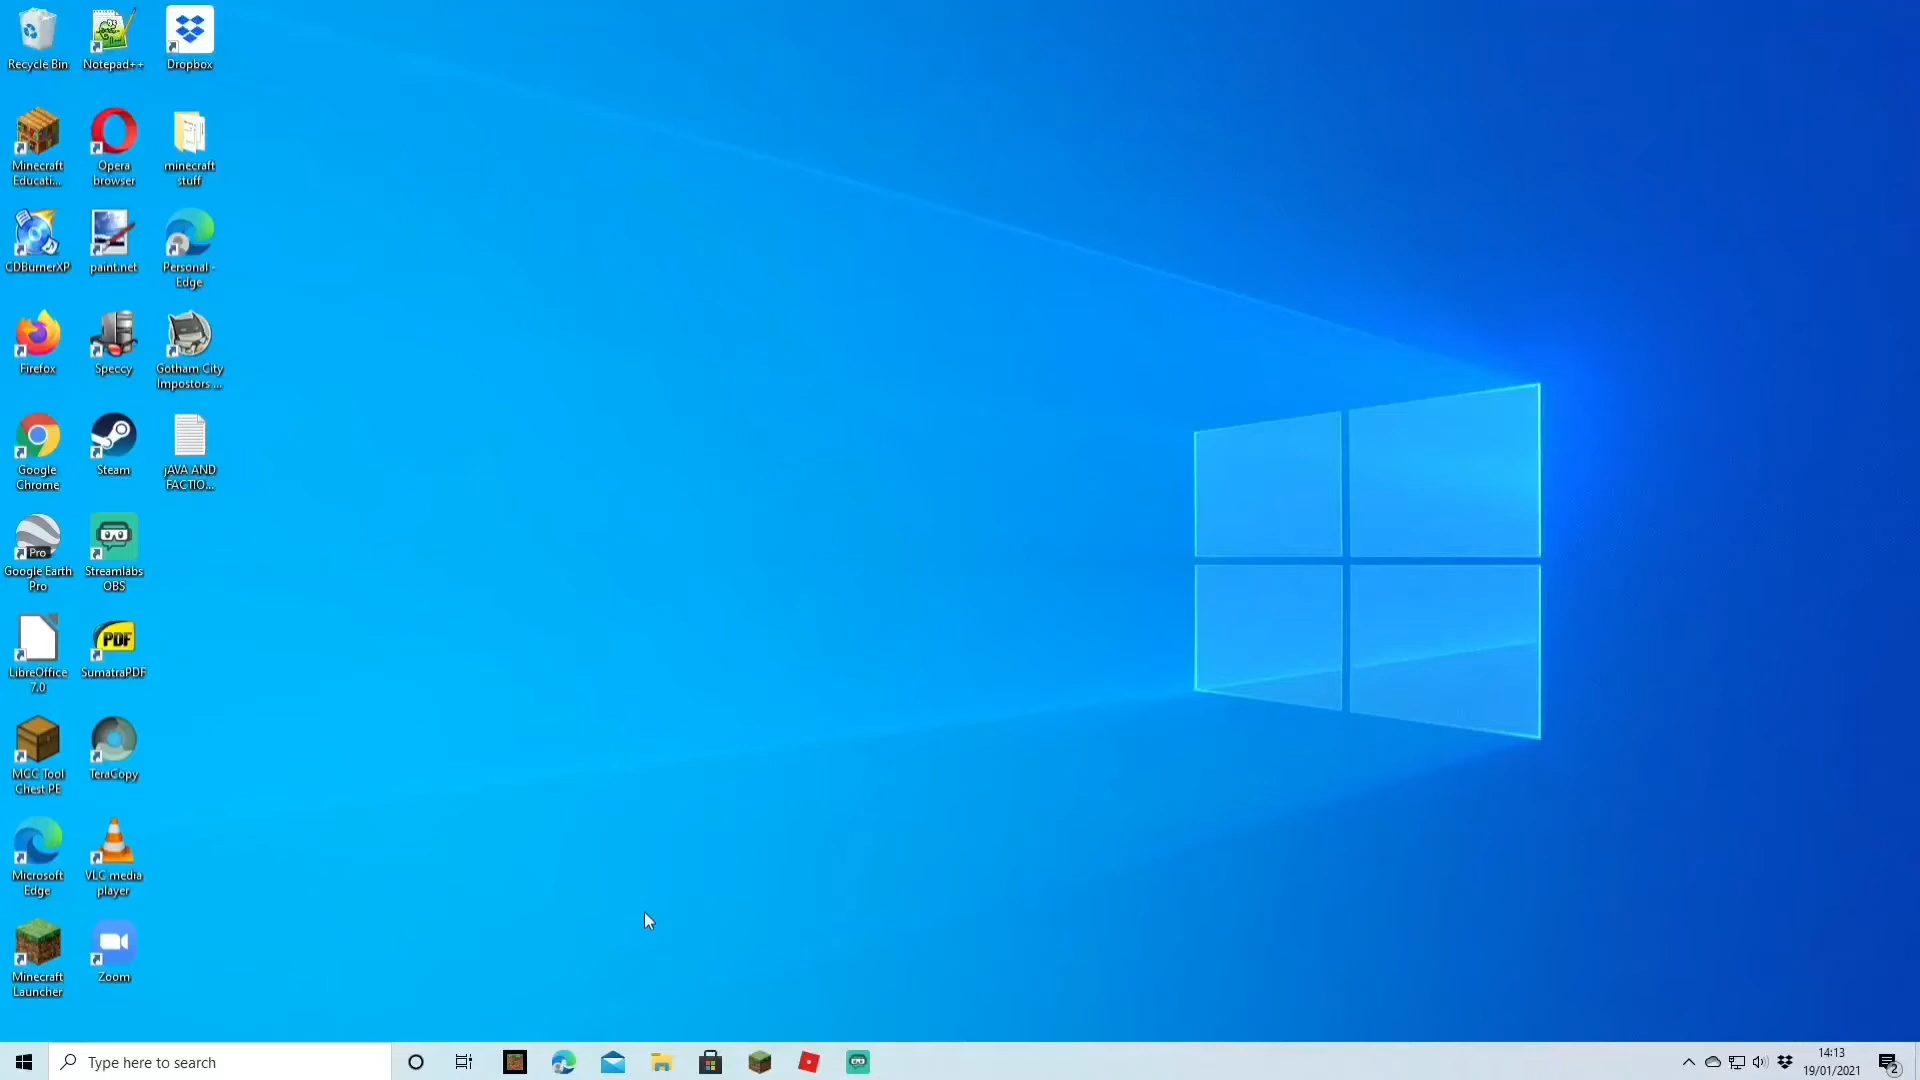 Recycle Bin
Notepad++
Dropbox
Minecraft
Educati...
Opera
browser
minecraft
stuff
CDBurnerXP
paint.net
Personal -
Edge
Firefox
Speccy
Gotham City
Impostors ...
Google
Chrome
Steam
jAVA AND
FACTIO...
Pro
Google Earth
Pro
Streamlabs
OBS
LibreOffice
7.0
PDF
SumatraPDF
MCC Tool
Chest PE
TeraCopy
Microsoft
Edge
VLC media
player
Minecraft
Launcher
Zoom
Type here to search
14:13
19/01/2021
2